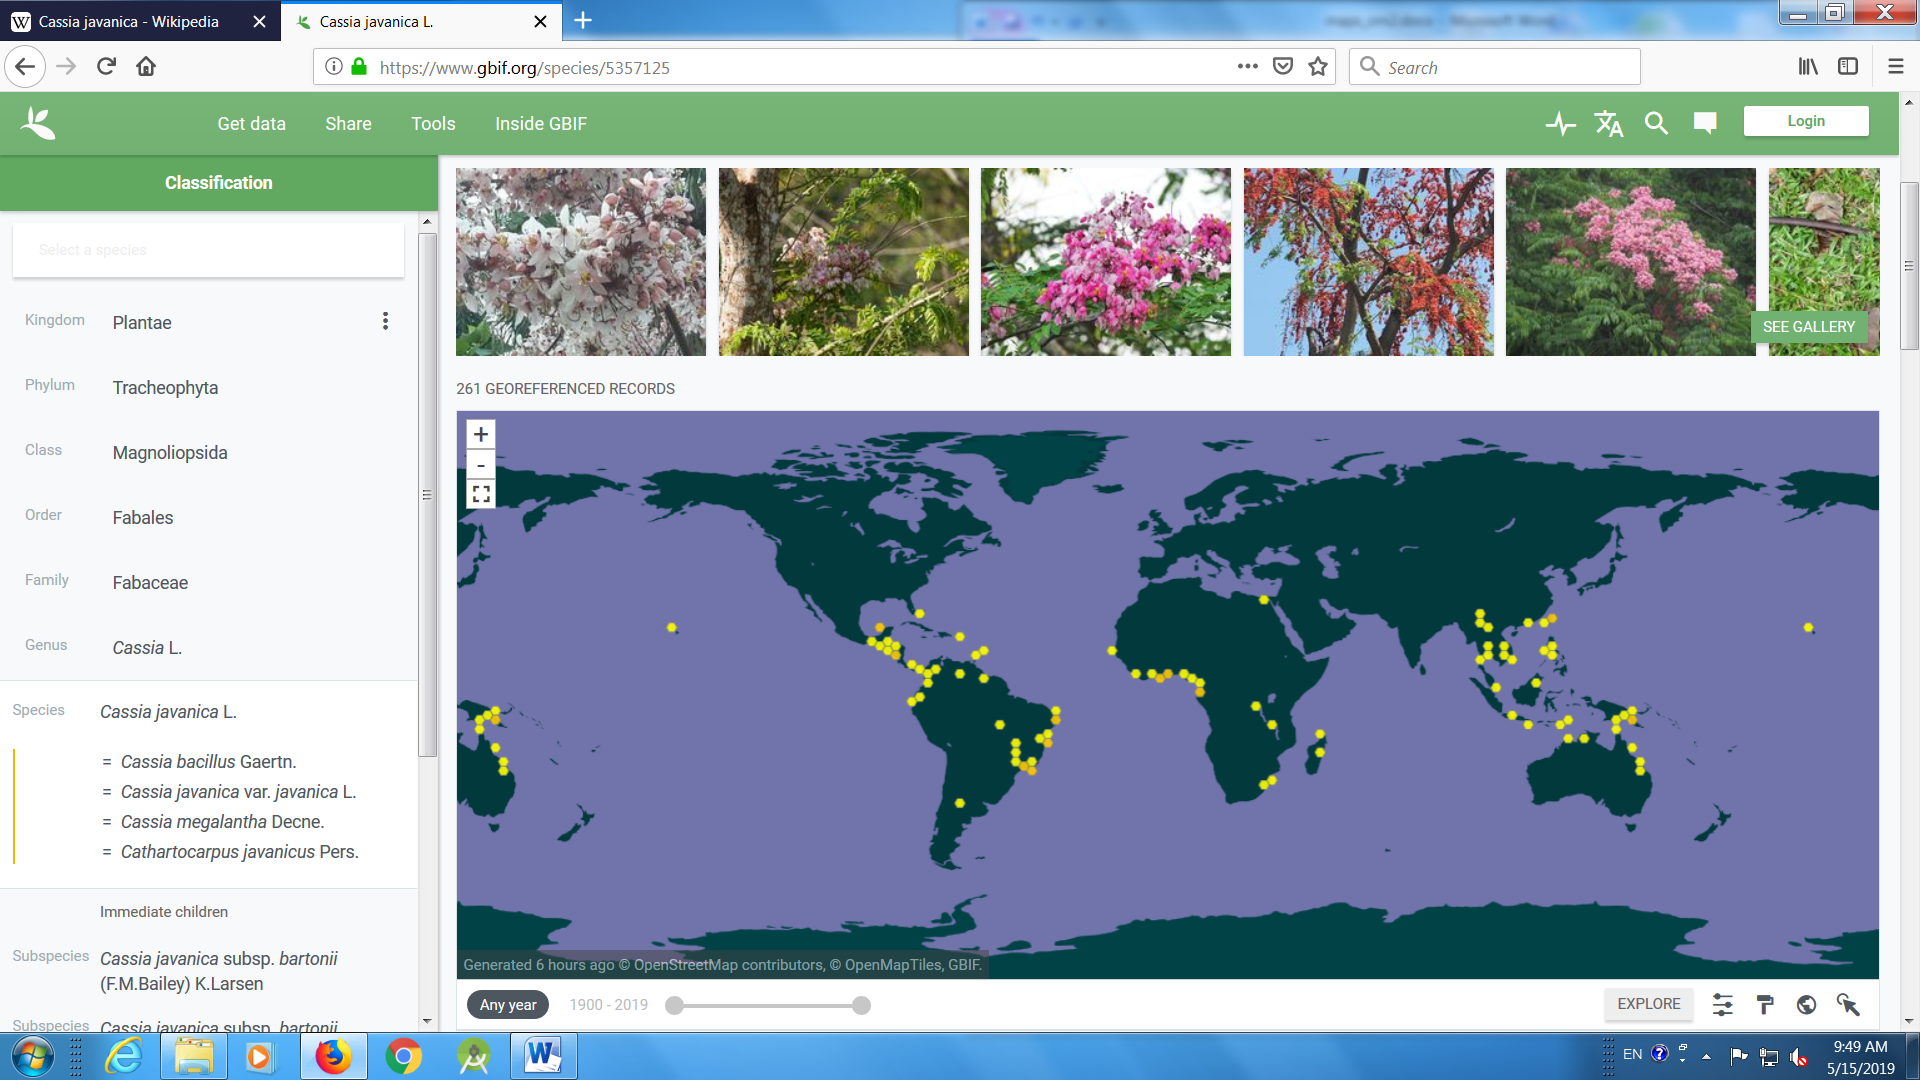 Cassia javanica - Wikipedia
Cassia javanica L.
https://www.gbif.org/species/5357125
Search
Get data
Share
Tools
Inside GBIF
Login
Classification
Select a species
Kingdom Plantae
Phylum Tracheophyta
Class Magnoliopsida
Order Fabales
Family Fabaceae
Genus Cassia L.
Species Cassia javanica L.
= Cassia bacillus Gaertn.
= Cassia javanica var. javanica L.
= Cassia megalantha Decne.
= Cathartocarpus javanicus Pers.
Immediate children
Subspecies Cassia javanica subsp. bartonii
(F.M.Bailey) K.Larsen
Subspecies Cassia javanica subsp. bartonii
SEE GALLERY
261 GEOREFERENCED RECORDS
+
-
Generated 6 hours ago © OpenStreetMap contributors, © OpenMapTiles, GBIF.
Any year
1900 - 2019
EXPLORE
EN
9:49 AM
5/15/2019